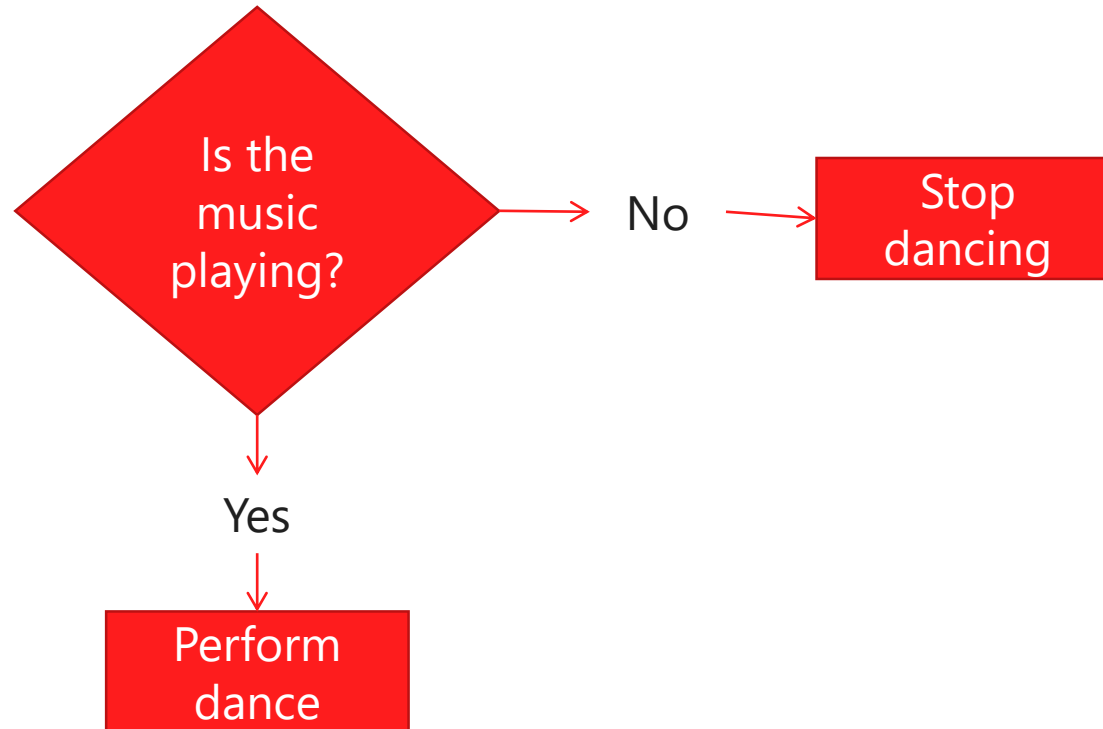 Is the
music
playing?
No
Stop
dancing
Yes
Perform
dance